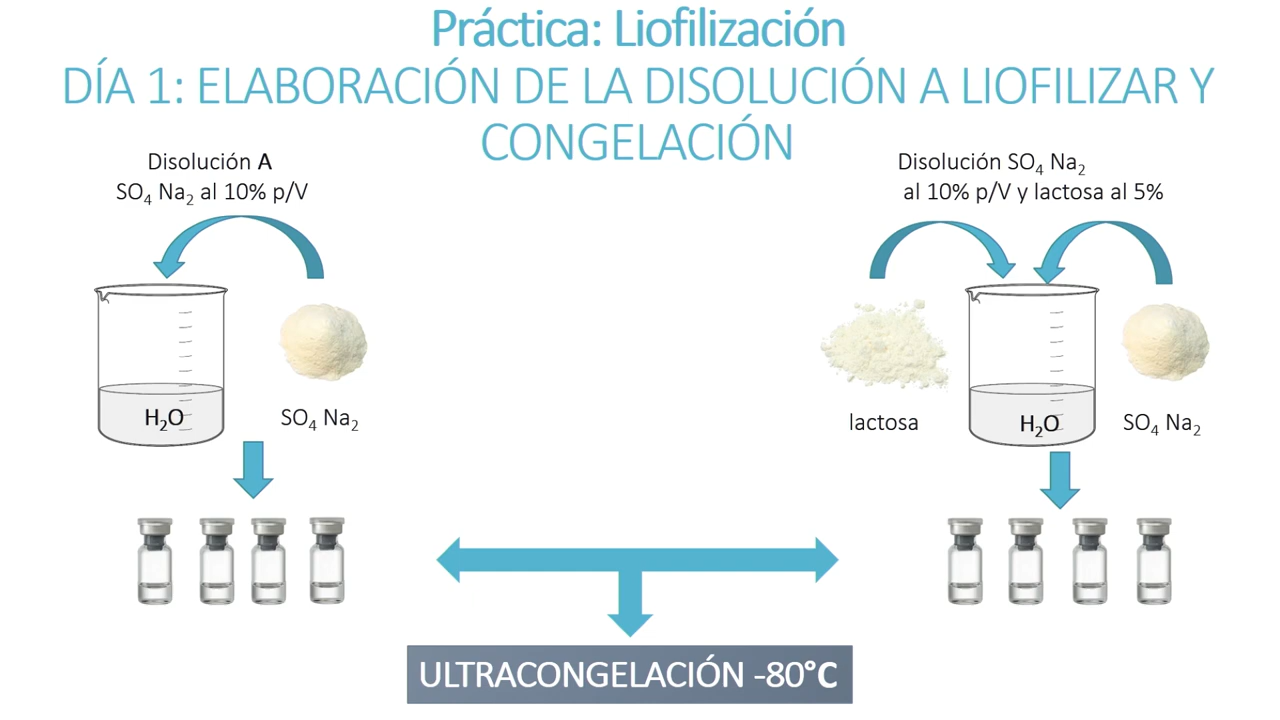 Práctica: Liofilización
DÍA 1: ELABORACIÓN DE LA DISOLUCIÓN A LIOFILIZAR Y
CONGELACIÓN
Disolución A
SO₄ Na₂ al 10% p/V
H₂O
SO₄ Na₂
Disolución SO₄ Na₂
al 10% p/V y lactosa al 5%
lactosa
H₂O
SO₄ Na₂
ULTRACONGELACIÓN -80°C